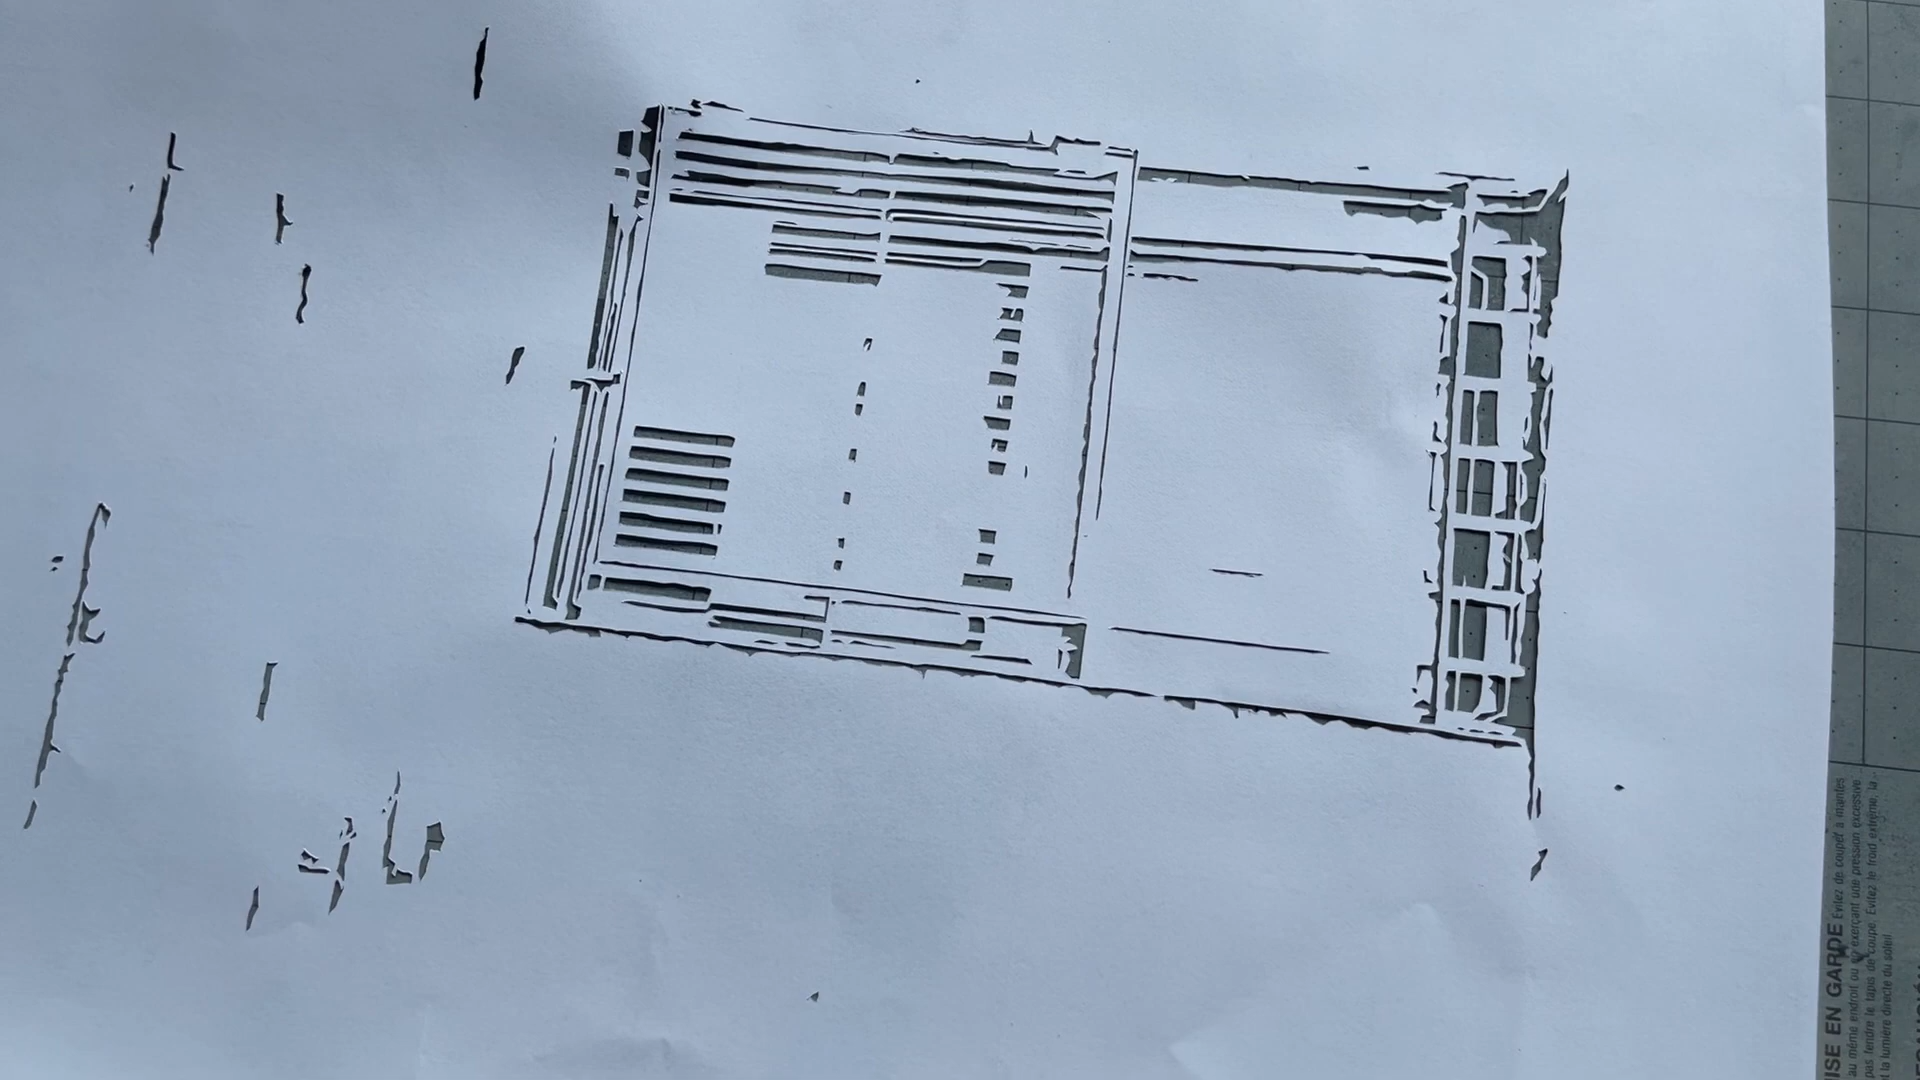 ISE EN GARDE Évitez de couper à maintes
au même endroit ou en exerçant une pression excessive.
pas fendre le tapis de coupe. Évitez le froid extrême, la
t la lumière directe du soleil